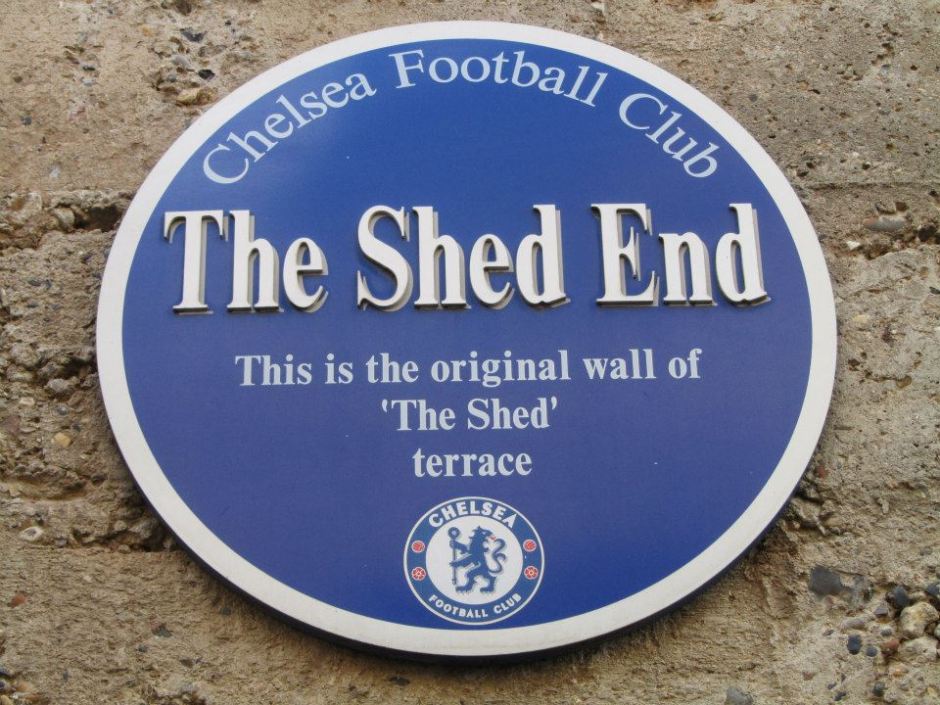 Chelsea Football Club
The Shed End
This is the original wall of
'The Shed'
terrace
CHELSEA
FOOTBALL CLUB